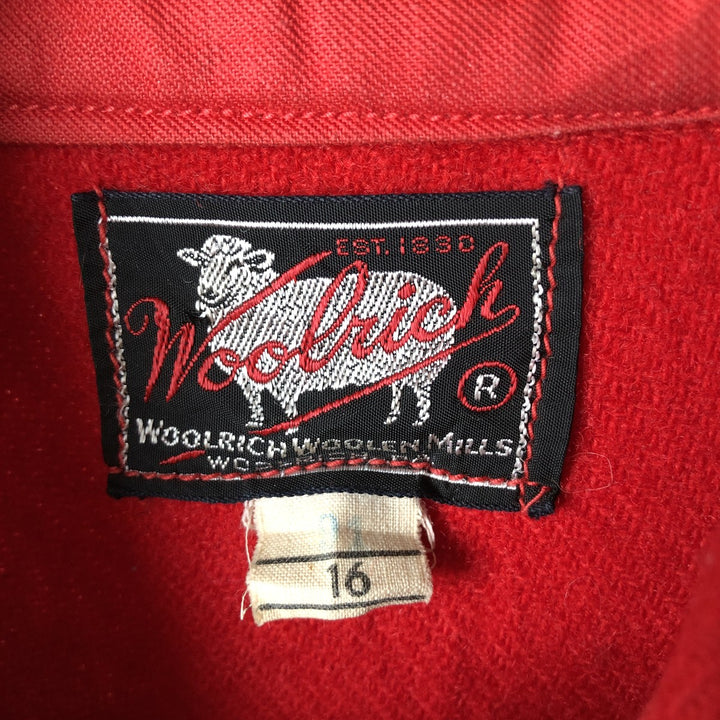 EST. 1830
Woolrich
R
WOOLRICH WOOLEN MILLS
16